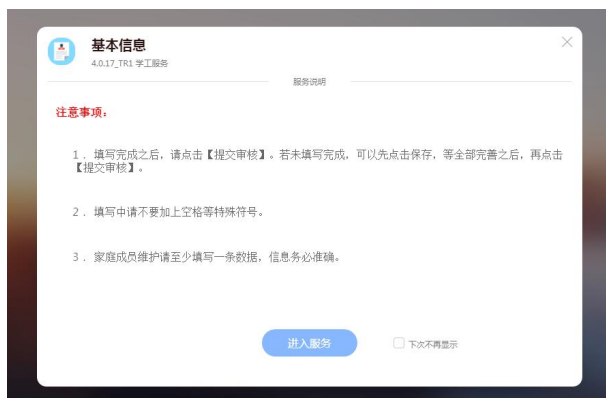 基本信息
4.0.17_TR1 学工服务
服务说明
注意事项：
1． 填写完成之后，请点击【提交审核】。若未填写完成，可以先点击保存，等全部完善之后，再点击
【提交审核】。
2． 填写中请不要加上空格等特殊符号。
3． 家庭成员维护请至少填写一条数据，信息务必准确。
进入服务
下次不再显示